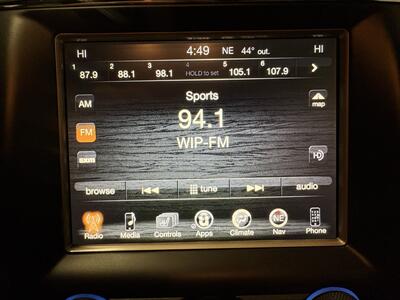 HI 4:49 NE 44° out. HI
1 87.9 2 88.1 3 98.1 4 HOLD to set 5 105.1 6 107.9
Sports
AM 94.1 map
FM WIP-FM
sxm
browse tune audio
Radio Media Controls Apps Climate NE Nav Phone